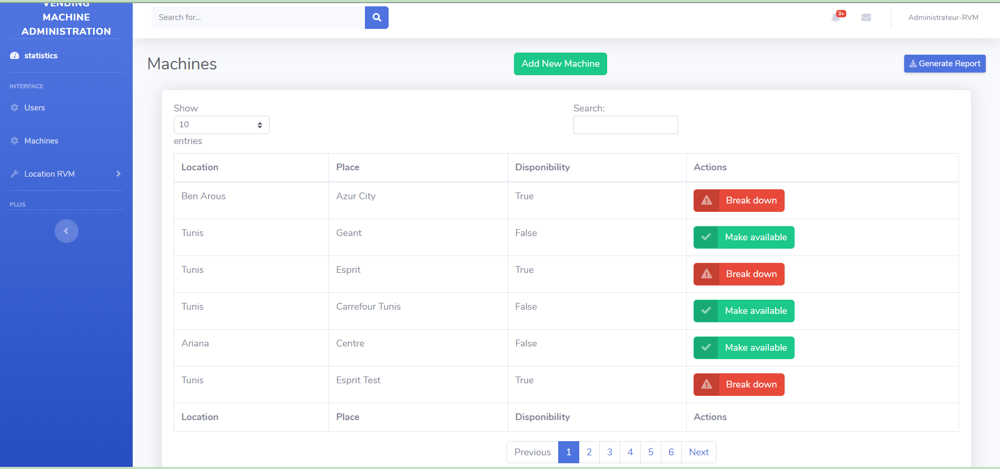 VENDING
MACHINE
ADMINISTRATION
statistics
INTERFACE
Users
Machines
Location RVM
PLUS
Search for...
3+
Administrateur-RVM
Machines
Add New Machine
Generate Report
Show
10
entries
Search:
Location Place Disponibility Actions
Ben Arous Azur City True Break down
Tunis Geant False Make available
Tunis Esprit True Break down
Tunis Carrefour Tunis False Make available
Ariana Centre False Make available
Tunis Esprit Test True Break down
Location Place Disponibility Actions
Previous 1 2 3 4 5 6 Next